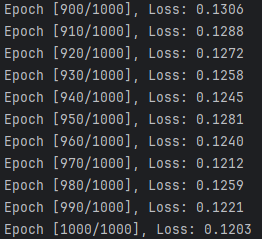 Epoch [900/1000], Loss: 0.1306
Epoch [910/1000], Loss: 0.1288
Epoch [920/1000], Loss: 0.1272
Epoch [930/1000], Loss: 0.1258
Epoch [940/1000], Loss: 0.1245
Epoch [950/1000], Loss: 0.1281
Epoch [960/1000], Loss: 0.1240
Epoch [970/1000], Loss: 0.1212
Epoch [980/1000], Loss: 0.1259
Epoch [990/1000], Loss: 0.1221
Epoch [1000/1000], Loss: 0.1203